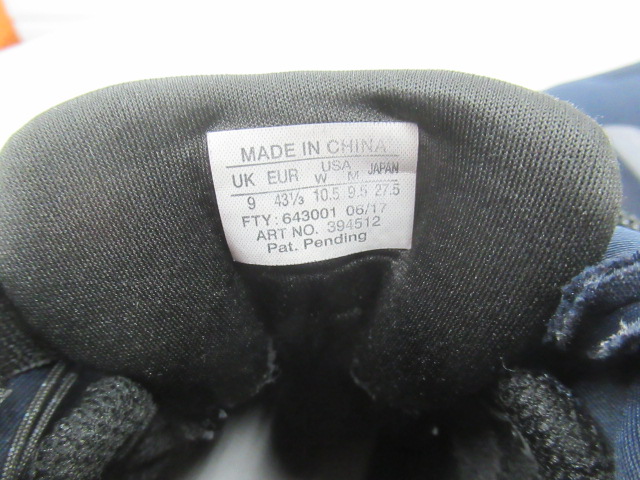 MADE IN CHINA
UK EUR USA W M JAPAN
9 43⅓ 10.5 9.5 27.5
FTY: 643001 06/17
ART NO. 394512
Pat. Pending